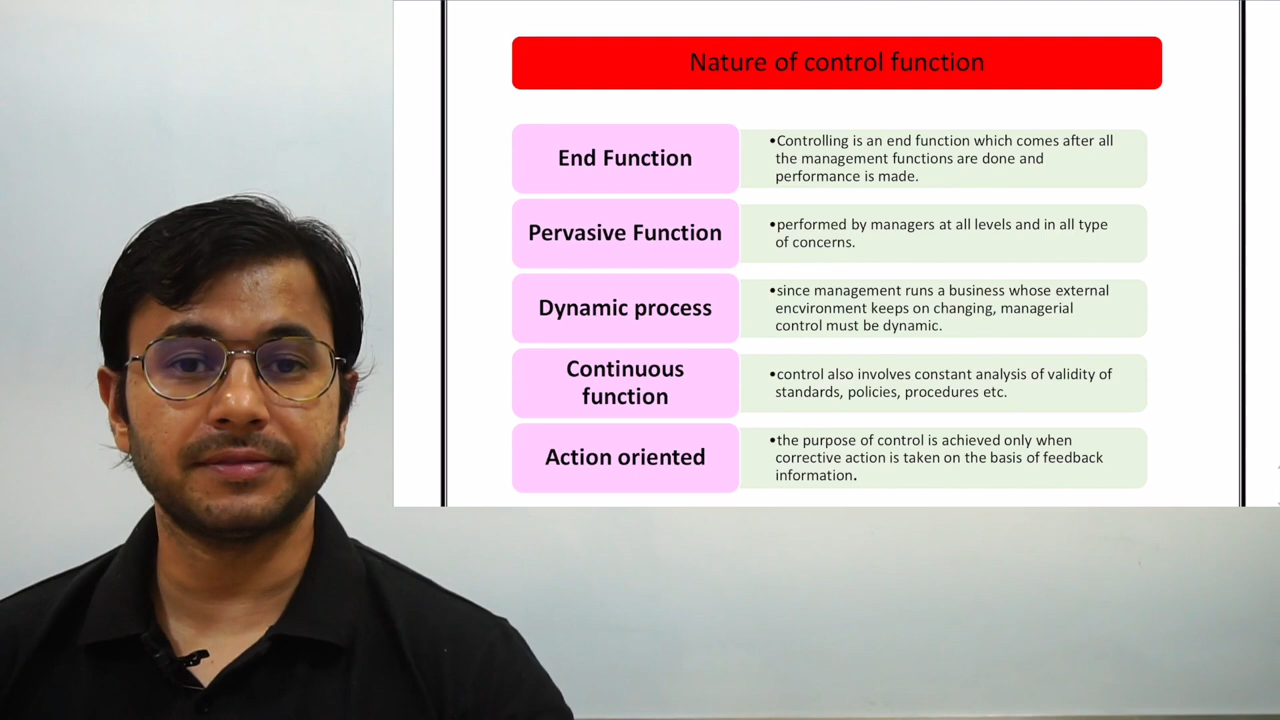 Nature of control function
End Function
•Controlling is an end function which comes after all
the management functions are done and
performance is made.
Pervasive Function
•performed by managers at all levels and in all type
of concerns.
Dynamic process
•since management runs a business whose external
encvironment keeps on changing, managerial
control must be dynamic.
Continuous
function
•control also involves constant analysis of validity of
standards, policies, procedures etc.
Action oriented
•the purpose of control is achieved only when
corrective action is taken on the basis of feedback
information.